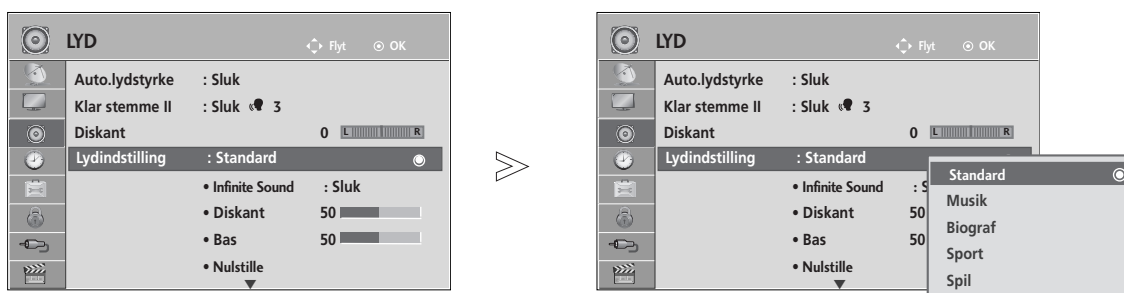 LYD
Flyt OK
Auto.lydstyrke : Sluk
Klar stemme II : Sluk 3
Diskant 0 L R
Lydindstilling : Standard
• Infinite Sound : Sluk
• Diskant 50
• Bas 50
• Nulstille
LYD
Flyt OK
Auto.lydstyrke : Sluk
Klar stemme II : Sluk 3
Diskant 0 L R
Lydindstilling : Standard
• Infinite Sound : S
• Diskant 50
• Bas 50
• Nulstille
Standard
Musik
Biograf
Sport
Spil